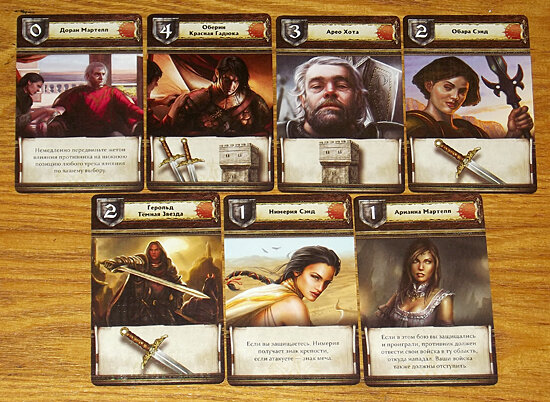 0 Доран Мартелл
Немедленно передвиньте жетон
влияния противника на нижнюю
позицию любого трека влияния
по вашему выбору.
4 Оберин
Красная Гадюка
3 Арео Хота
2 Обара Сэнд
2 Герольд
Тёмная Звезда
1 Нимерия Сэнд
Если вы защищаетесь, Нимерия
получает знак крепости,
если атакуете — знак меча.
1 Арианна Мартелл
Если в этом бою вы защищались
и проиграли, противник должен
отвести свои войска в ту область,
откуда нападал. Ваши войска
также должны отступить.